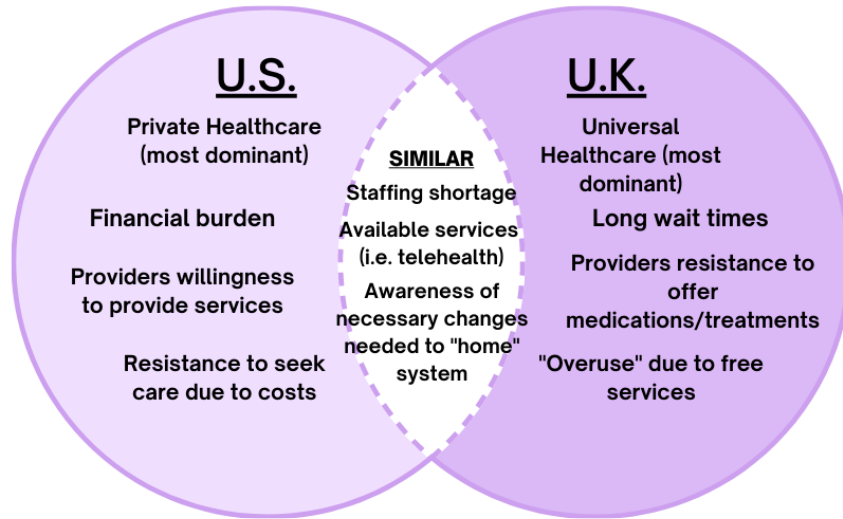 U.S.
Private Healthcare
(most dominant)
Financial burden
Providers willingness
to provide services
Resistance to seek
care due to costs
SIMILAR
Staffing shortage
Available services
(i.e. telehealth)
Awareness of
necessary changes
needed to "home"
system
U.K.
Universal
Healthcare (most
dominant)
Long wait times
Providers resistance to
offer
medications/treatments
"Overuse" due to free
services